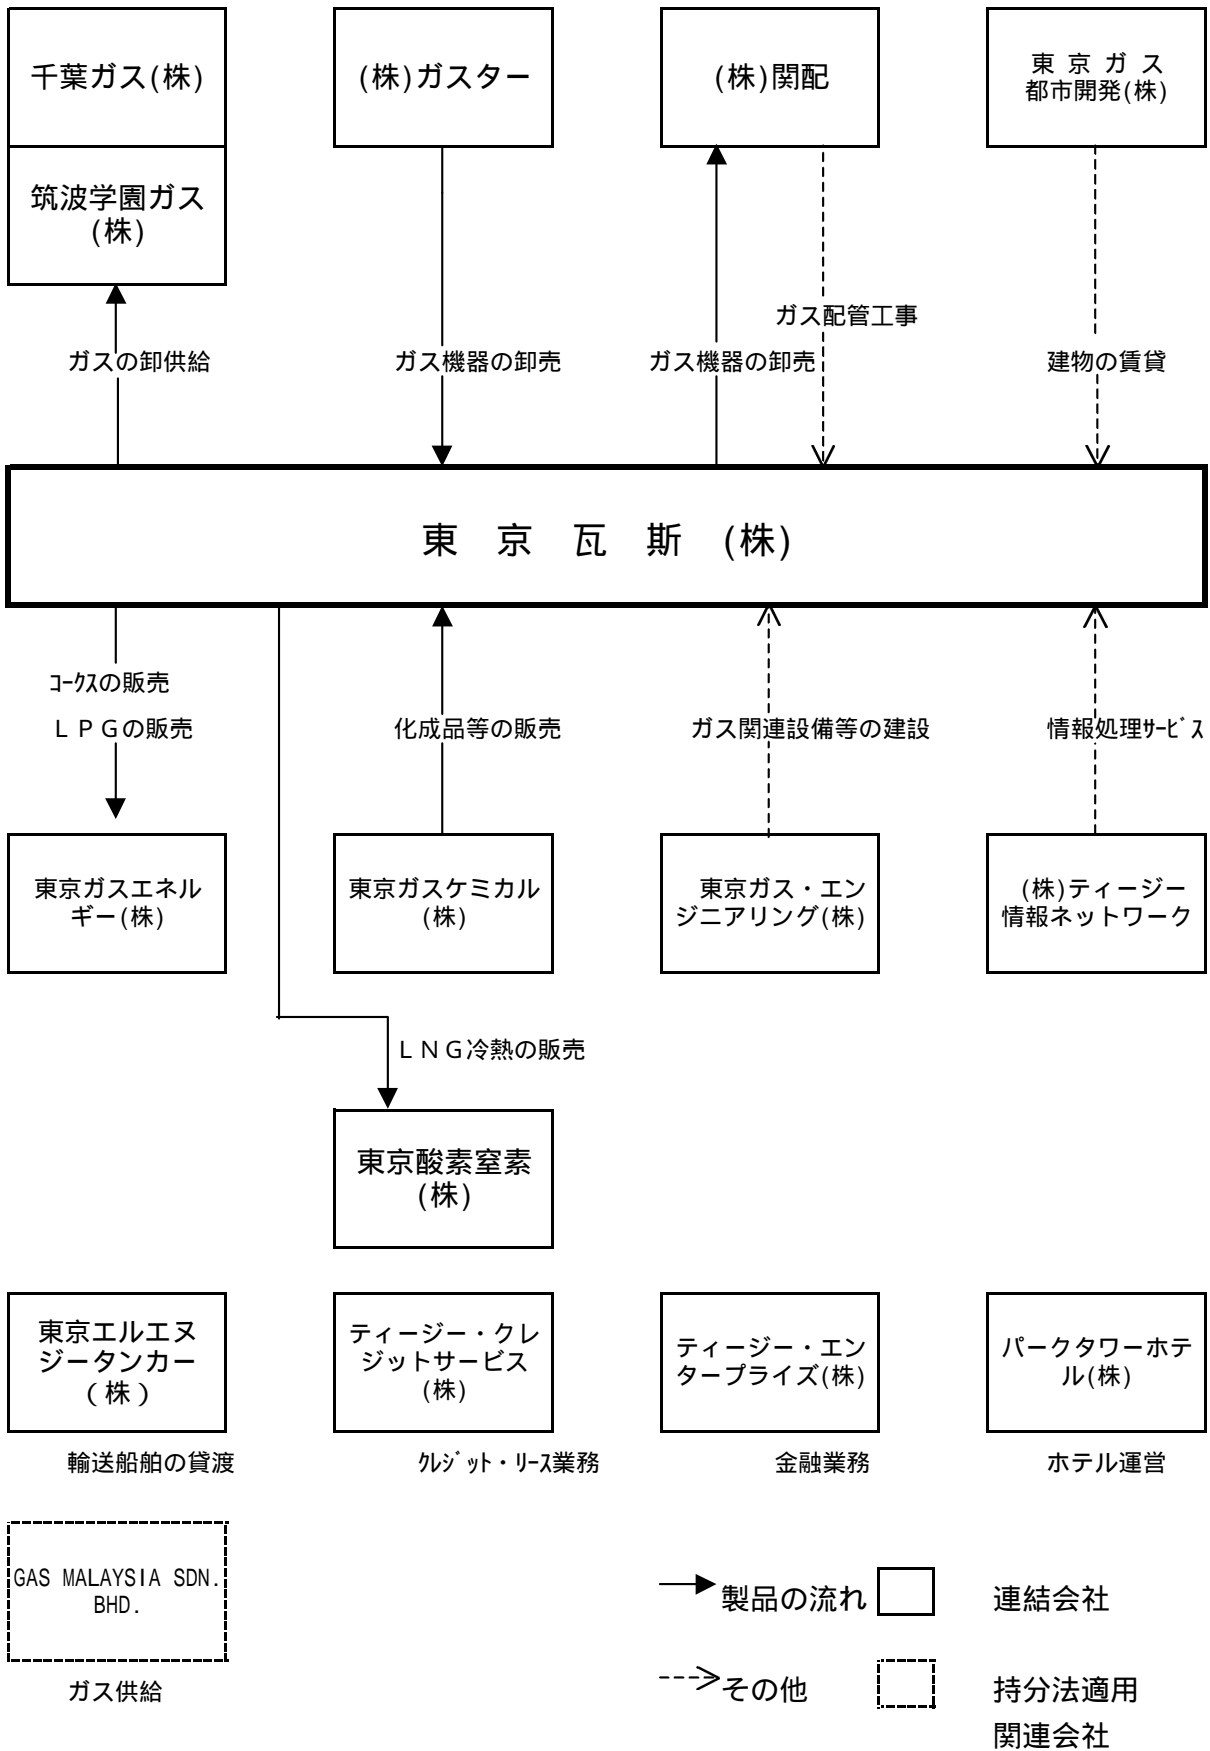 千葉ガス(株)
(株)ガスター
(株)関配
東 京 ガ ス
都市開発(株)
筑波学園ガス
(株)
ガス配管工事
ガスの卸供給
ガス機器の卸売
ガス機器の卸売
建物の賃貸
東 京 瓦 斯 (株)
ｺｰｸｽの販売
ＬＰＧの販売
化成品等の販売
ガス関連設備等の建設
情報処理ｻｰﾋﾞｽ
東京ガスエネル
ギー(株)
東京ガスケミカル
(株)
東京ガス・エン
ジニアリング(株)
(株)ティージー
情報ネットワーク
ＬＮＧ冷熱の販売
東京酸素窒素
(株)
東京エルエヌ
ジータンカー
（株）
ティージー・クレ
ジットサービス
(株)
ティージー・エン
タープライズ(株)
パークタワーホテ
ル(株)
輸送船舶の貸渡
ｸﾚｼﾞｯﾄ・ﾘｰｽ業務
金融業務
ホテル運営
GAS MALAYSIA SDN.
BHD.
ガス供給
製品の流れ
連結会社
その他
持分法適用
関連会社